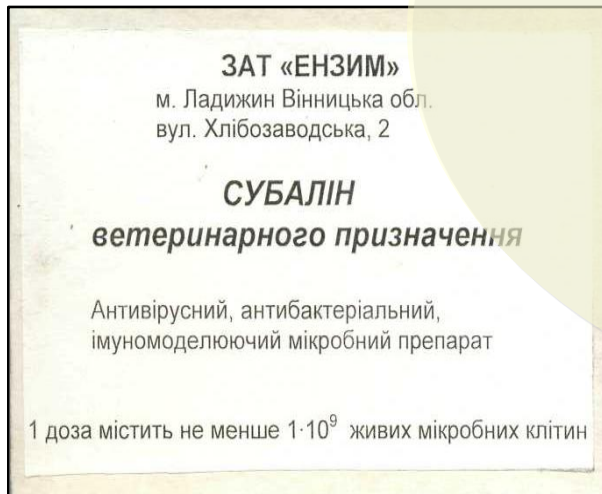 ЗАТ «ЕНЗИМ»
м. Ладижин Вінницька обл.
вул. Хлібозаводська, 2
СУБАЛІН
ветеринарного призначення
Антивірусний, антибактеріальний,
імуномоделюючий мікробний препарат
1 доза містить не менше 1·10⁹ живих мікробних клітин